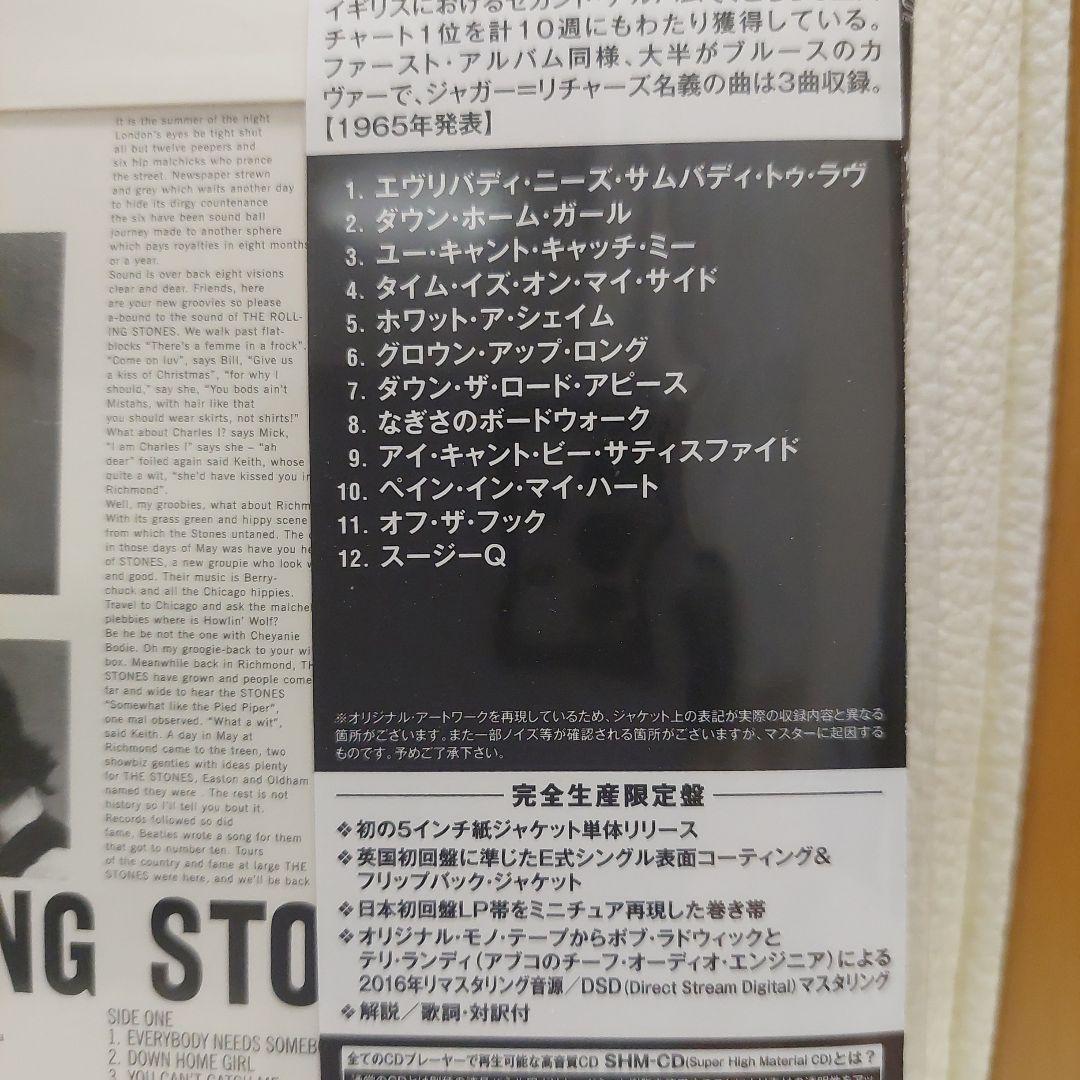 It is the summer of the night
London's eyes be tight shut
all but twelve peepers and
six hip malchicks who prance
the street. Newspaper strewn
and grey which waits another day
to hide its dirgy countenance
the six have been sound ball
journey made to another sphere
which pays royalties in eight months
or a year.
Sound is over back eight visions
clear and dear. Friends, here
are your new groovies so please
a-bound to the sound of THE ROLL-
ING STONES. We walk past flat-
blocks "There's a femme in a frock".
"Come on luv", says Bill, "Give us
a kiss of Christmas", "for why I
should," say she, "You bods ain't
Mistahs, with hair like that
you should wear skirts, not shirts!"
What about Charles I? says Mick,
"I am Charles I" says she – "ah
dear" foiled again said Keith, whose
quite a wit, "she'd have kissed you in
Richmond".
Well, my groobies, what about Richm
With its grass green and hippy scene
from which the Stones untaned. The
in those days of May was have you he
of STONES, a new groupie who look
and good. Their music is Berry-
chuck and all the Chicago hippies.
Travel to Chicago and ask the malche
plebbies where is Howlin' Wolf?
Be he be not the one with Cheyanie
Bodie. Oh my groogie-back to your wi
box. Meanwhile back in Richmond, TH
STONES have grown and people come
far and wide to hear the STONES
"Somewhat like the Pied Piper",
one mal observed. "What a wit",
said Keith. A day in May at
Richmond came to the treen, two
showbiz genties with ideas plenty
for THE STONES, Easton and Oldham
named they were . The rest is not
history so I'll tell you bout it.
Records followed so did
fame, Beatles wrote a song for them
that got to number ten. Tours
of the country and fame at large THE
STONES were here, and we'll be back
NG STO
SIDE ONE
1. EVERYBODY NEEDS SOMEB
2. DOWN HOME GIRL
3. YOU CAN'T CATCH ME
チャート1位を計10週にもわたり獲得している。
ファースト・アルバム同様、大半がブルースのカ
ヴァーで、ジャガー=リチャーズ名義の曲は3曲収録。
【1965年発表】
1. エヴリバディ・ニーズ・サムバディ・トゥ・ラヴ
2. ダウン・ホーム・ガール
3. ユー・キャント・キャッチ・ミー
4. タイム・イズ・オン・マイ・サイド
5. ホワット・ア・シェイム
6. グロウン・アップ・ロング
7. ダウン・ザ・ロード・アピース
8. なぎさのボードウォーク
9. アイ・キャント・ビー・サティスファイド
10. ペイン・イン・マイ・ハート
11. オフ・ザ・フック
12. スージーQ
※オリジナル・アートワークを再現しているため、ジャケット上の表記が実際の収録内容と異なる
箇所がございます。また一部ノイズ等が確認される箇所がございますが、マスターに起因する
ものです。予めご了承下さい。
完全生産限定盤
❖初の5インチ紙ジャケット単体リリース
❖英国初回盤に準じたE式シングル表面コーティング&
フリップバック・ジャケット
❖日本初回盤LP帯をミニチュア再現した巻き帯
❖オリジナル・モノ・テープからボブ・ラドウィックと
テリ・ランディ(アブコのチーフ・オーディオ・エンジニア)による
2016年リマスタリング音源/DSD(Direct Stream Digital)マスタリング
❖解説/歌詞・対訳付
全てのCDプレーヤーで再生可能な高音質CD SHM-CD(Super High Material CD)とは?